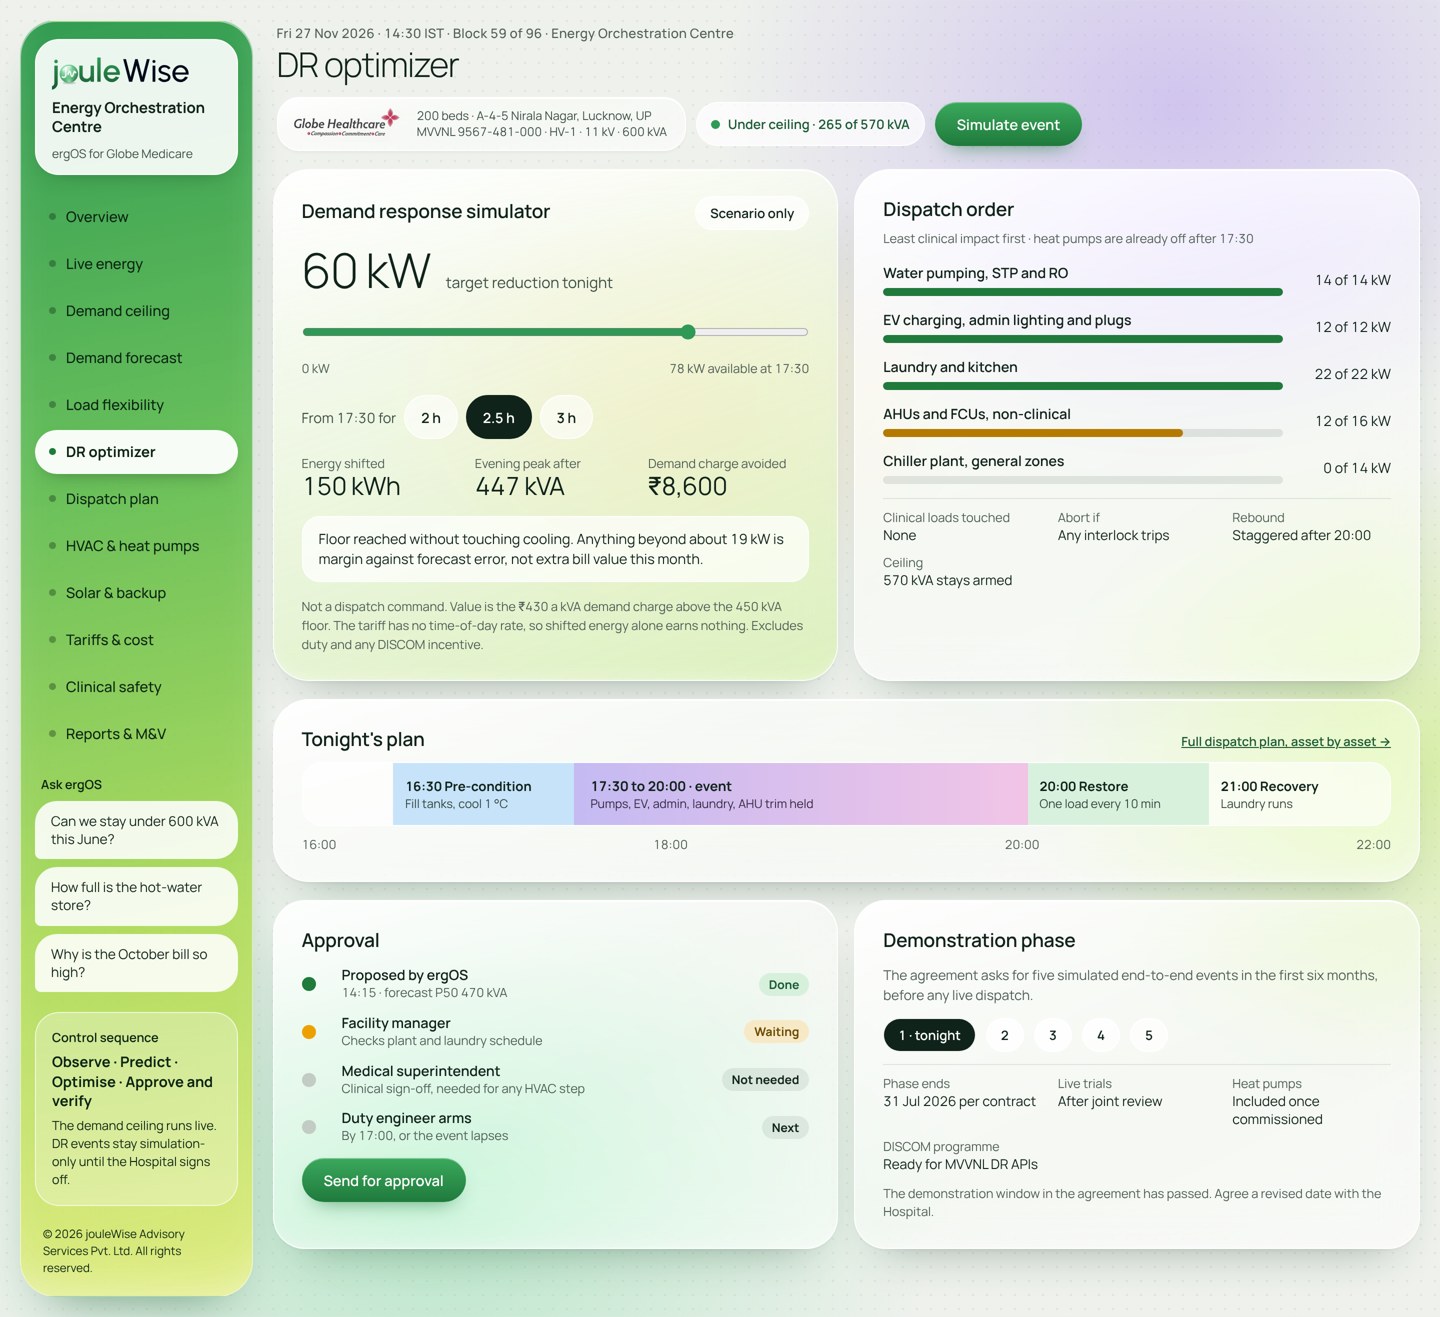 jouleWise
Energy Orchestration
Centre
ergOS for Globe Medicare
Overview
Live energy
Demand ceiling
Demand forecast
Load flexibility
DR optimizer
Dispatch plan
HVAC & heat pumps
Solar & backup
Tariffs & cost
Clinical safety
Reports & M&V
Ask ergOS
Can we stay under 600 kVA
this June?
How full is the hot-water
store?
Why is the October bill so
high?
Control sequence
Observe · Predict ·
Optimise · Approve and
verify
The demand ceiling runs live.
DR events stay simulation-
only until the Hospital signs
off.
© 2026 jouleWise Advisory
Services Pvt. Ltd. All rights
reserved.
Fri 27 Nov 2026 · 14:30 IST · Block 59 of 96 · Energy Orchestration Centre
DR optimizer
Globe Healthcare
Compassion Commitment Care
200 beds · A-4-5 Nirala Nagar, Lucknow, UP
MVVNL 9567-481-000 · HV-1 · 11 kV · 600 kVA
Under ceiling · 265 of 570 kVA
Simulate event
Demand response simulator
Scenario only
60 kW target reduction tonight
0 kW
78 kW available at 17:30
From 17:30 for
2 h
2.5 h
3 h
Energy shifted
150 kWh
Evening peak after
447 kVA
Demand charge avoided
₹8,600
Floor reached without touching cooling. Anything beyond about 19 kW is
margin against forecast error, not extra bill value this month.
Not a dispatch command. Value is the ₹430 a kVA demand charge above the 450 kVA
floor. The tariff has no time-of-day rate, so shifted energy alone earns nothing. Excludes
duty and any DISCOM incentive.
Dispatch order
Least clinical impact first · heat pumps are already off after 17:30
Water pumping, STP and RO
14 of 14 kW
EV charging, admin lighting and plugs
12 of 12 kW
Laundry and kitchen
22 of 22 kW
AHUs and FCUs, non-clinical
12 of 16 kW
Chiller plant, general zones
0 of 14 kW
Clinical loads touched
None
Abort if
Any interlock trips
Rebound
Staggered after 20:00
Ceiling
570 kVA stays armed
Tonight's plan
Full dispatch plan, asset by asset →
16:30 Pre-condition
Fill tanks, cool 1 °C
17:30 to 20:00 · event
Pumps, EV, admin, laundry, AHU trim held
20:00 Restore
One load every 10 min
21:00 Recovery
Laundry runs
16:00
18:00
20:00
22:00
Approval
Proposed by ergOS
14:15 · forecast P50 470 kVA
Done
Facility manager
Checks plant and laundry schedule
Waiting
Medical superintendent
Clinical sign-off, needed for any HVAC step
Not needed
Duty engineer arms
By 17:00, or the event lapses
Next
Send for approval
Demonstration phase
The agreement asks for five simulated end-to-end events in the first six months,
before any live dispatch.
1 · tonight
2
3
4
5
Phase ends
31 Jul 2026 per contract
Live trials
After joint review
Heat pumps
Included once
commissioned
DISCOM programme
Ready for MVVNL DR APIs
The demonstration window in the agreement has passed. Agree a revised date with the
Hospital.